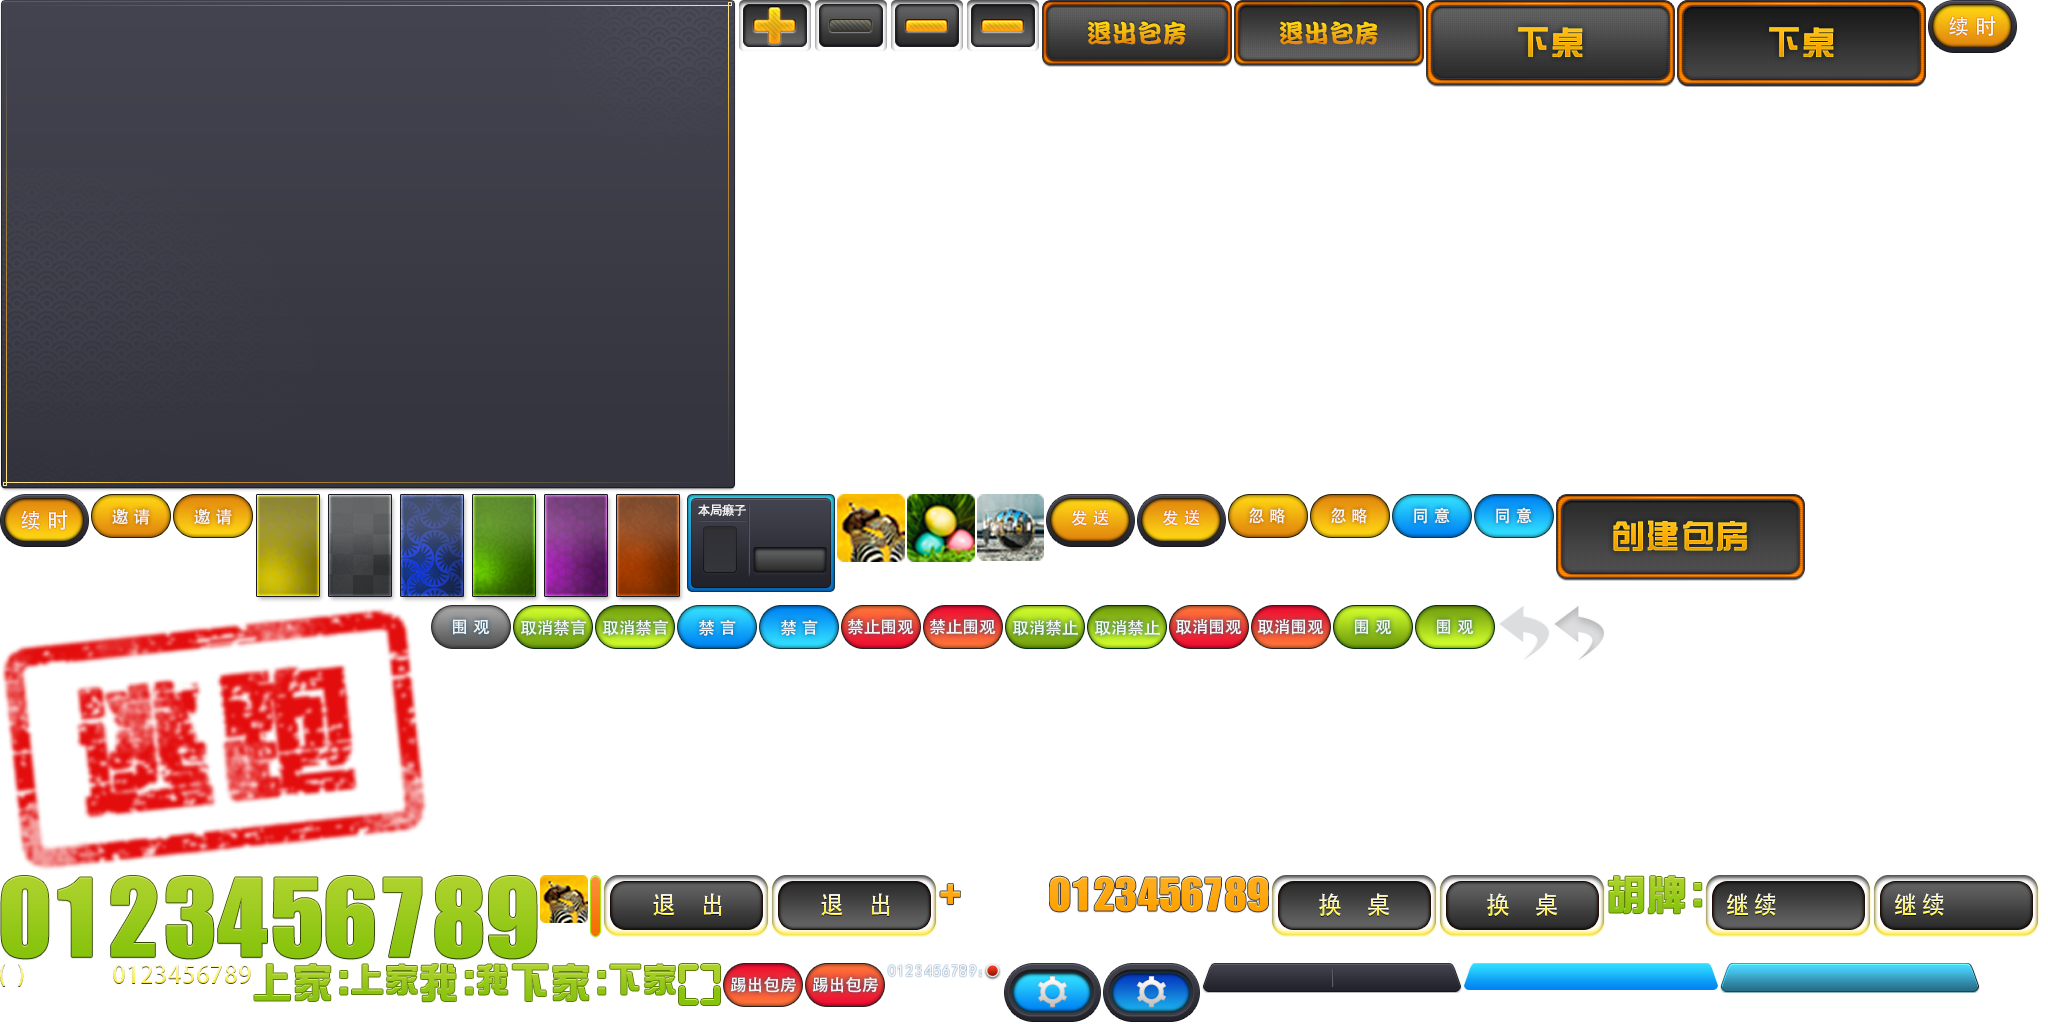 退出包房
退出包房
下桌
下桌
续时
续时
邀请
邀请
本局癞子
发送
发送
忽略
忽略
同意
同意
创建包房
围观
取消禁言
取消禁言
禁言
禁言
禁止围观
禁止围观
取消禁止
取消禁止
取消围观
取消围观
围观
围观
0123456789
退出
退出
+
0123456789
换桌
换桌
胡牌:
继续
继续
( )
0123456789
上家:上家我:我下家:下家
踢出包房
踢出包房
0123456789: